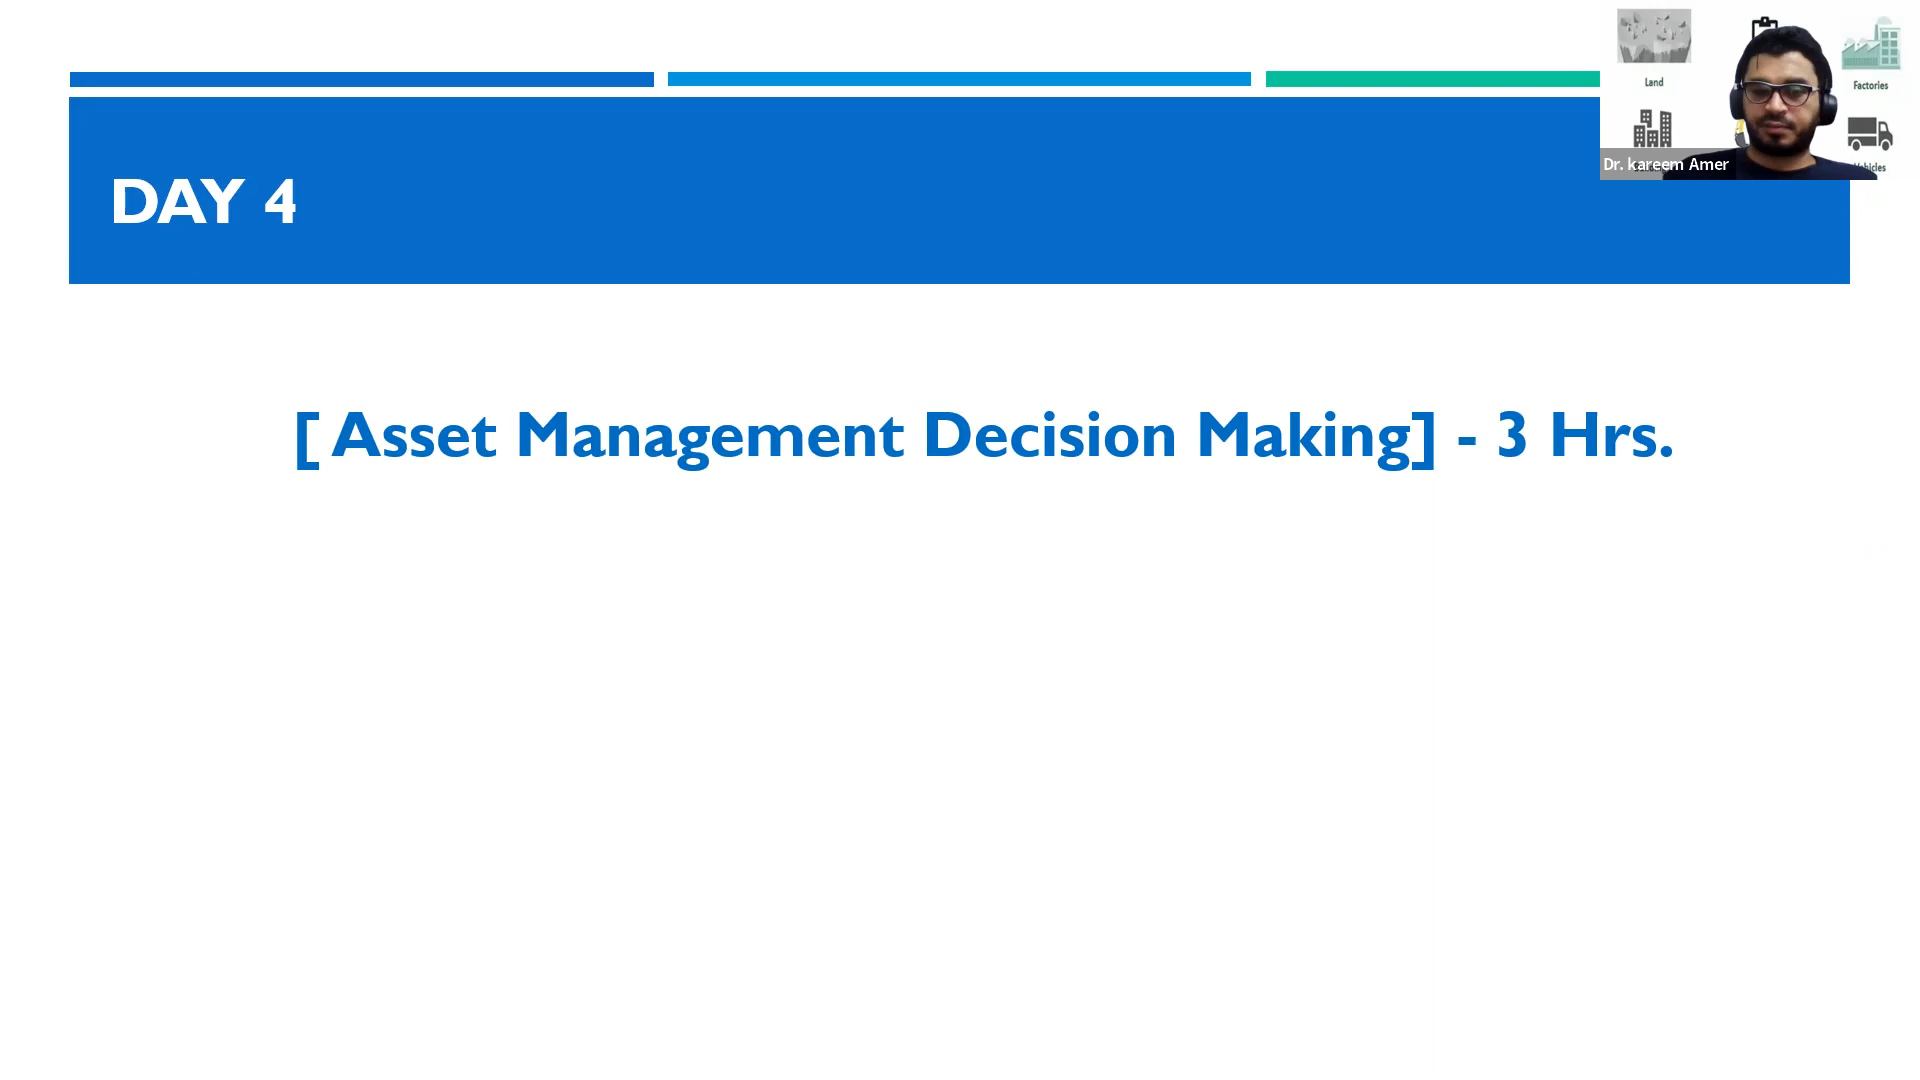 Land
Factories
Dr. kareem Amer
DAY 4
[ Asset Management Decision Making] - 3 Hrs.